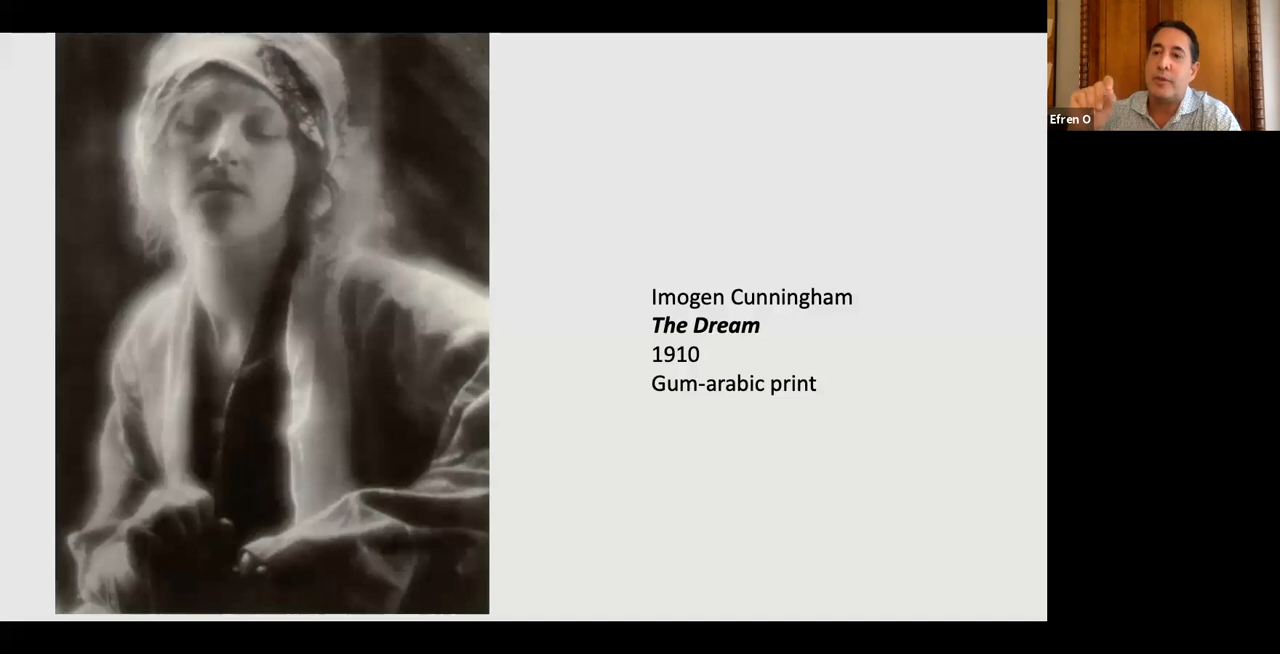 Imogen Cunningham
The Dream
1910
Gum-arabic print
Efren O